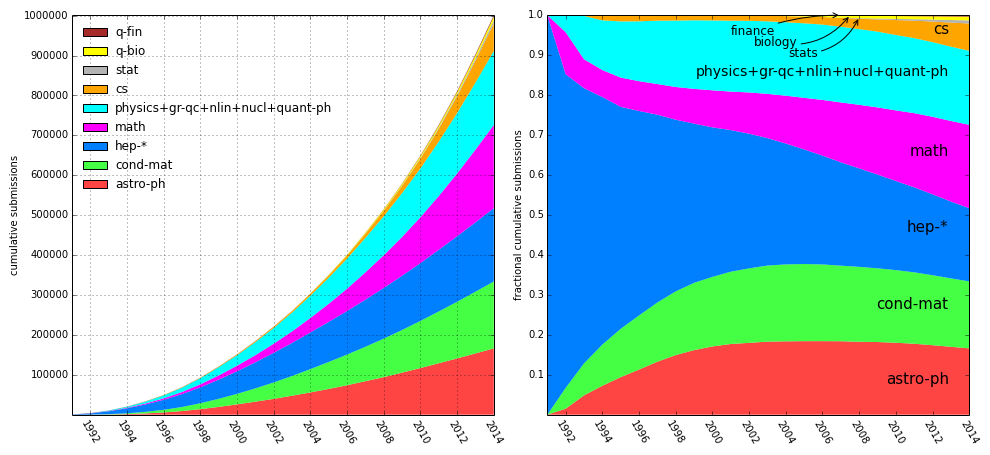 1000000
900000
800000
700000
600000
500000
400000
300000
200000
100000
cumulative submissions
q-fin
q-bio
stat
cs
physics+gr-qc+nlin+nucl+quant-ph
math
hep-*
cond-mat
astro-ph
1992
1994
1996
1998
2000
2002
2004
2006
2008
2010
2012
2014
1.0
0.9
0.8
0.7
0.6
0.5
0.4
0.3
0.2
0.1
fractional cumulative submissions
finance
biology
stats
cs
physics+gr-qc+nlin+nucl+quant-ph
math
hep-*
cond-mat
astro-ph
1992
1994
1996
1998
2000
2002
2004
2006
2008
2010
2012
2014